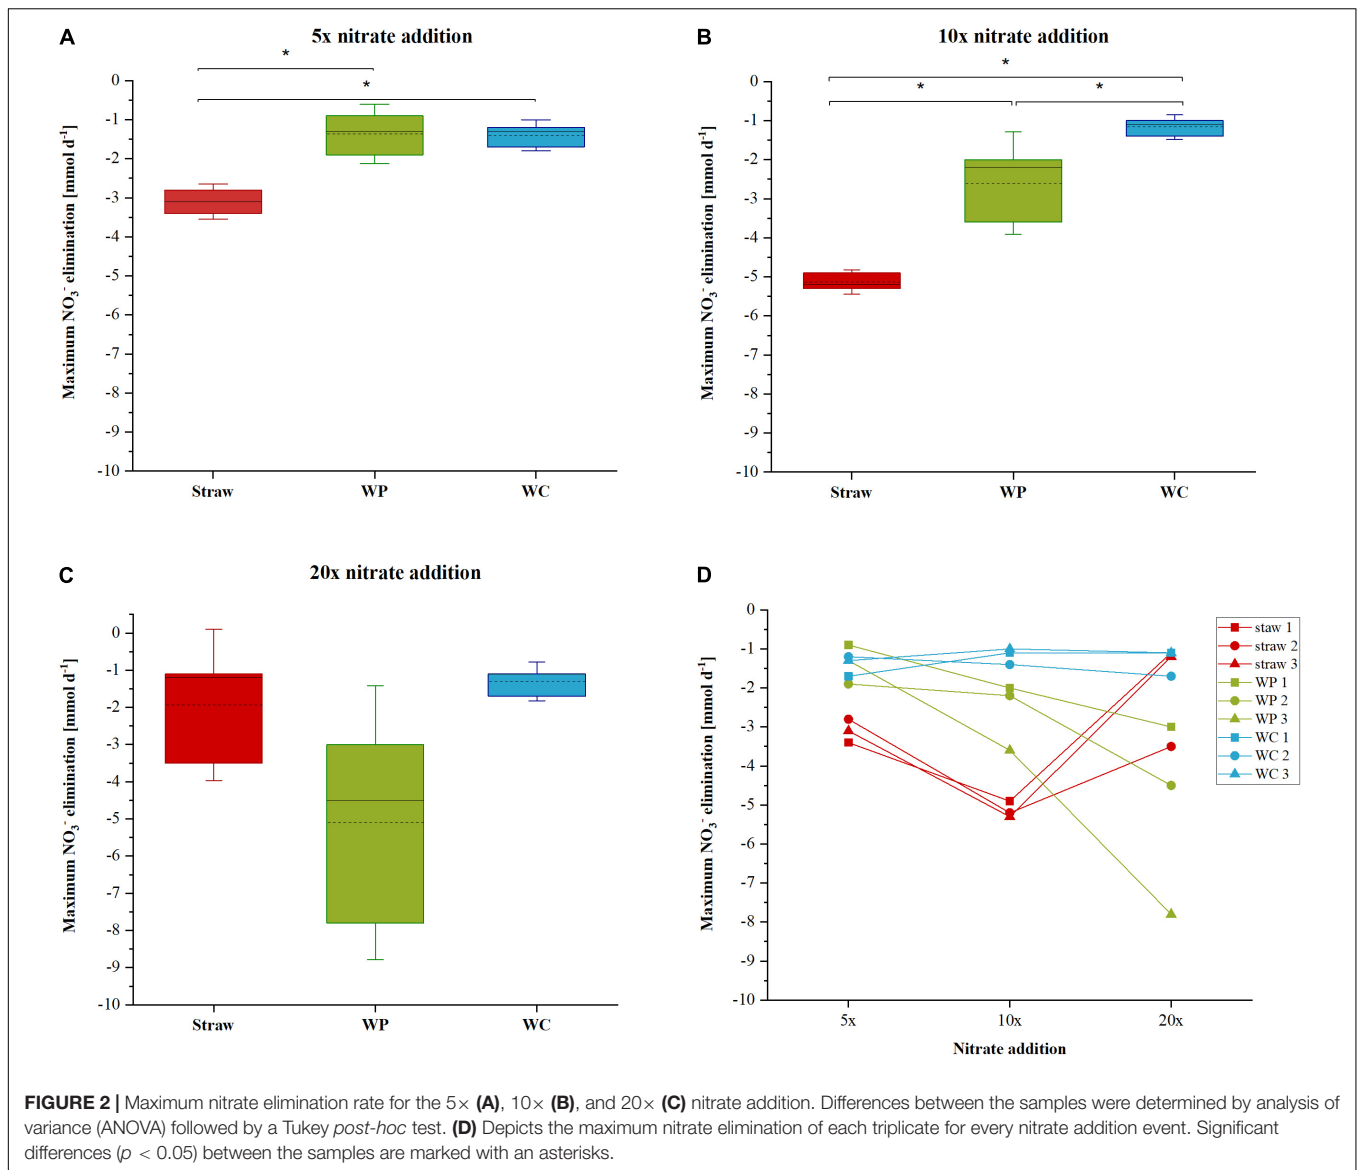 A
5x nitrate addition
*
*
Maximum NO3- elimination [mmol d-1]
0
-1
-2
-3
-4
-5
-6
-7
-8
-9
-10
Straw WP WC
B
10x nitrate addition
*
* *
Maximum NO3- elimination [mmol d-1]
0
-1
-2
-3
-4
-5
-6
-7
-8
-9
-10
Straw WP WC
C
20x nitrate addition
Maximum NO3- elimination [mmol d-1]
0
-1
-2
-3
-4
-5
-6
-7
-8
-9
-10
Straw WP WC
D
Maximum NO3- elimination [mmol d-1]
0
-1
-2
-3
-4
-5
-6
-7
-8
-9
-10
5x 10x 20x
Nitrate addition
staw 1
straw 2
straw 3
WP 1
WP 2
WP 3
WC 1
WC 2
WC 3
FIGURE 2 | Maximum nitrate elimination rate for the 5× (A), 10× (B), and 20× (C) nitrate addition. Differences between the samples were determined by analysis of
variance (ANOVA) followed by a Tukey post-hoc test. (D) Depicts the maximum nitrate elimination of each triplicate for every nitrate addition event. Significant
differences (p < 0.05) between the samples are marked with an asterisks.